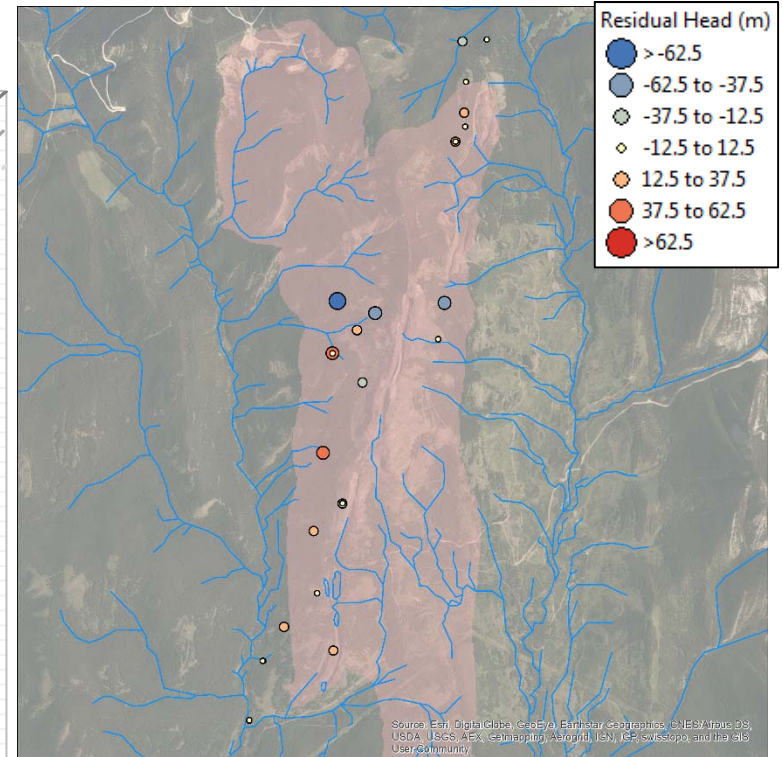 Residual Head (m)
> -62.5
-62.5 to -37.5
-37.5 to -12.5
-12.5 to 12.5
12.5 to 37.5
37.5 to 62.5
>62.5
Source: Esri, DigitalGlobe, GeoEye, Earthstar Geographics, CNES/Airbus DS,
USDA, USGS, AEX, Getmapping, Aerogrid, IGN, IGP, swisstopo, and the GIS
User Community